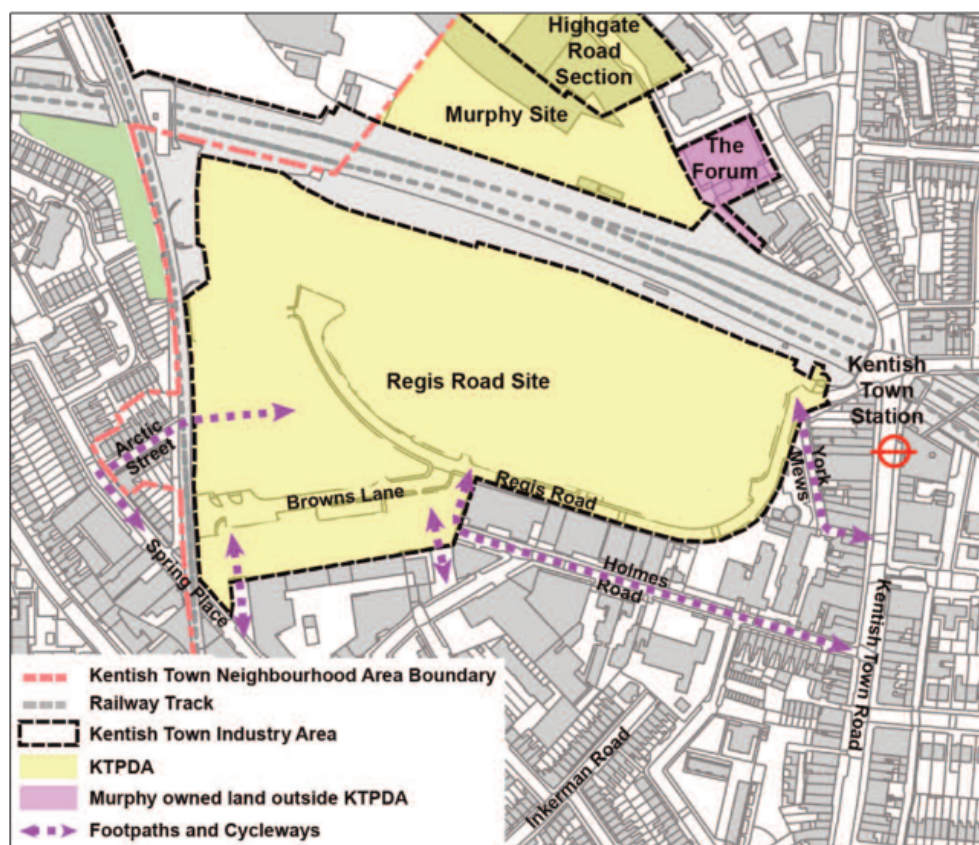 Highgate
Road
Section
Murphy Site
The
Forum
Regis Road Site
Kentish
Town
Station
Arctic
Street
York
Mews
Browns Lane
Regis Road
Holmes
Road
Spring Place
Kentish Town Road
Inkerman Road
Kentish Town Neighbourhood Area Boundary
Railway Track
Kentish Town Industry Area
KTPDA
Murphy owned land outside KTPDA
Footpaths and Cycleways